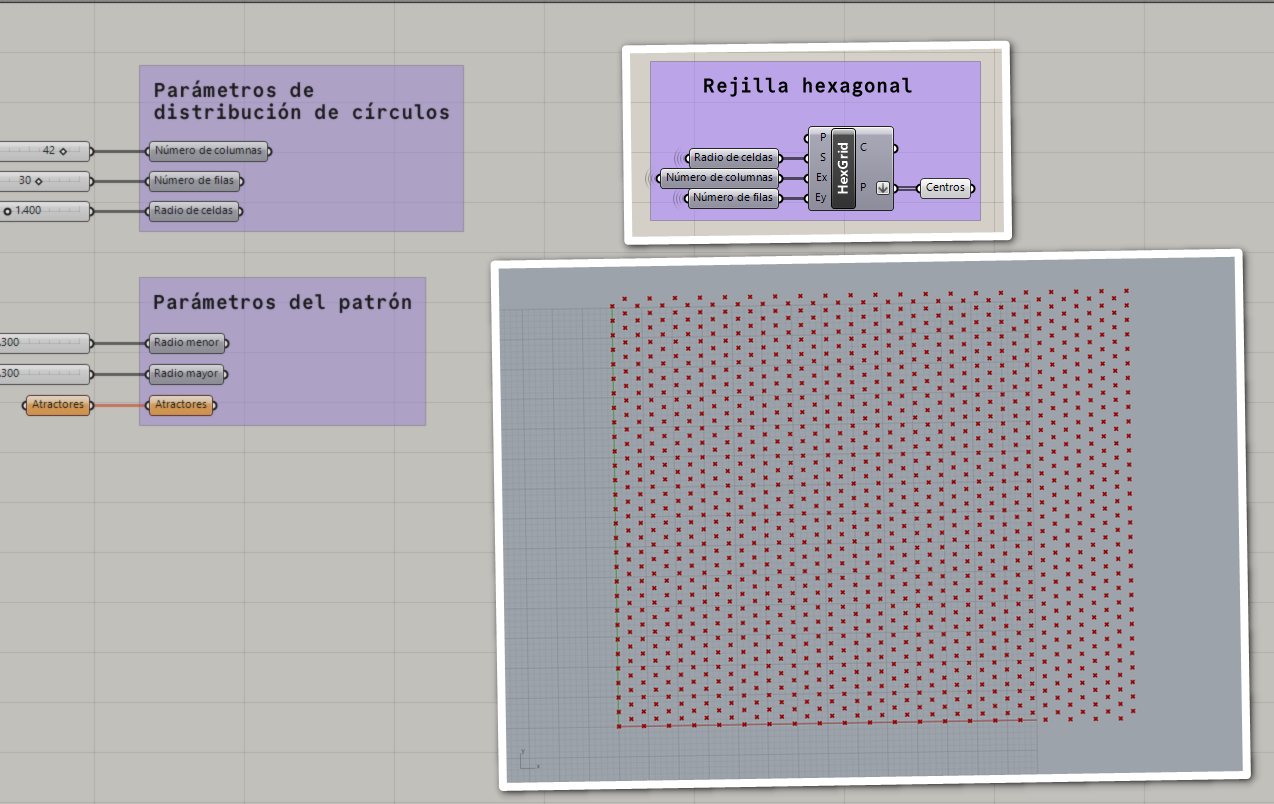 Parámetros de
distribución de círculos
42
Número de columnas
30
Número de filas
1.400
Radio de celdas
Parámetros del patrón
.300
Radio menor
.300
Radio mayor
Atractores
Atractores
Rejilla hexagonal
Radio de celdas
Número de columnas
Número de filas
P
S
Ex
Ey
HexGrid
C
P
Centros
y
x